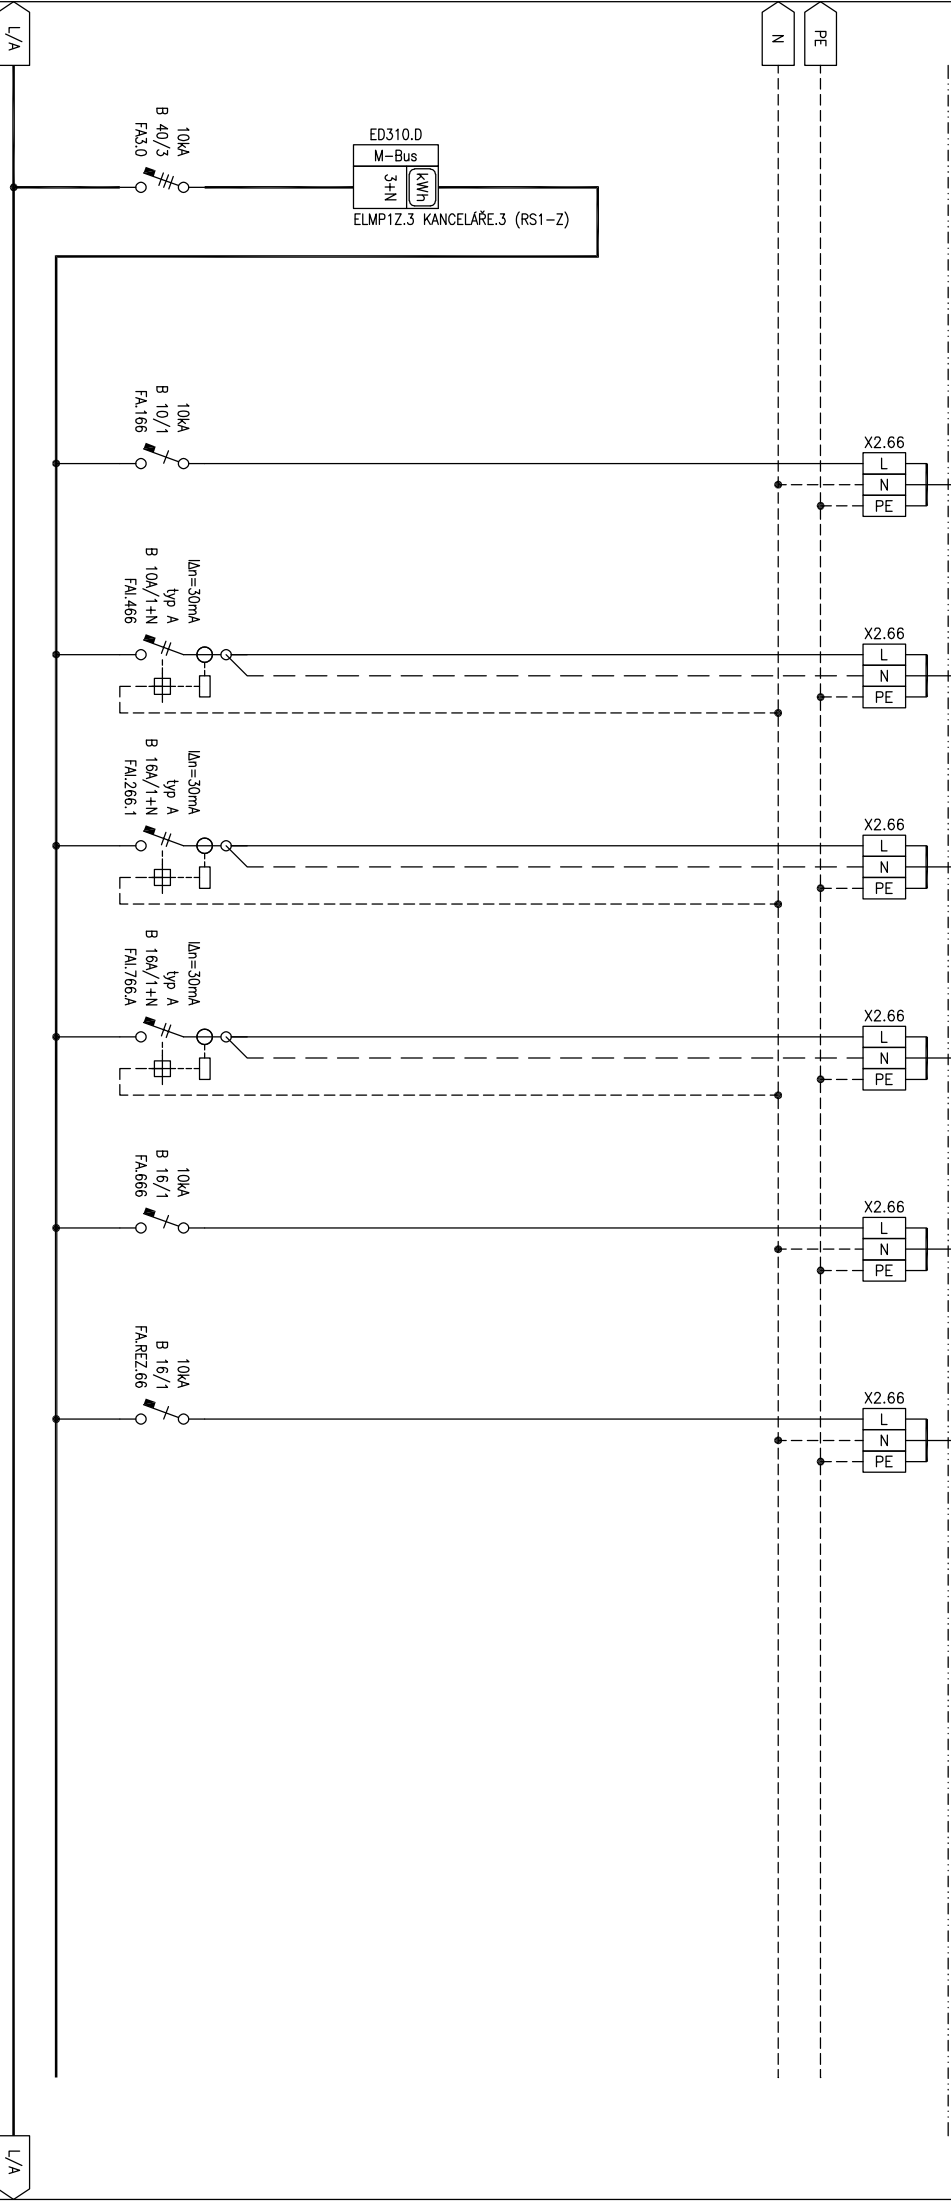 L/A
N
PE
10kA
B 40/3
FA3.0
ED310.D
M-Bus
kWh
3+N
ELMP1Z.3 KANCELÁŘE.3 (RS1-Z)
10kA
B 10/1
FA.166
X2.66
L
N
PE
IΔn=30mA
typ A
B 10A/1+N
FAI.466
X2.66
L
N
PE
IΔn=30mA
typ A
B 16A/1+N
FAI.266.1
X2.66
L
N
PE
IΔn=30mA
typ A
B 16A/1+N
FAI.766.A
X2.66
L
N
PE
10kA
B 16/1
FA.666
X2.66
L
N
PE
10kA
B 16/1
FA.REZ.66
X2.66
L
N
PE
L/A